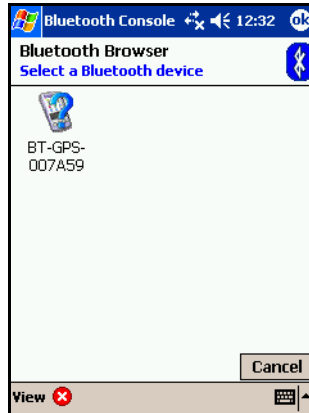 Bluetooth Console 12:32 ok
Bluetooth Browser
Select a Bluetooth device
BT-GPS-
007A59
Cancel
View